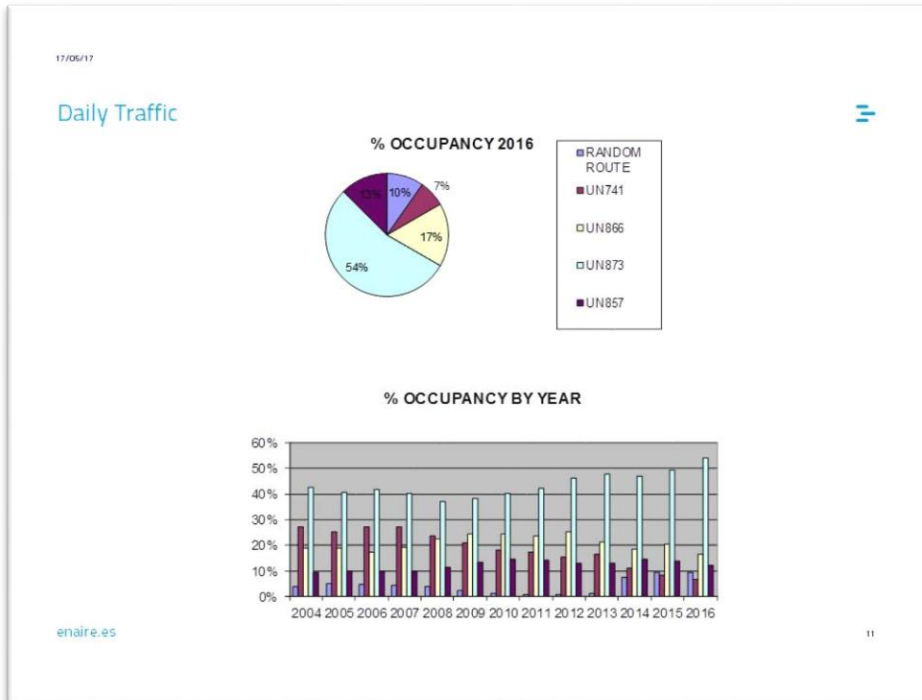 17/05/17
Daily Traffic
% OCCUPANCY 2016
13%
10%
7%
17%
54%
RANDOM
ROUTE
UN741
UN866
UN873
UN857
% OCCUPANCY BY YEAR
60%
50%
40%
30%
20%
10%
0%
2004 2005 2006 2007 2008 2009 2010 2011 2012 2013 2014 2015 2016
enaire.es
11